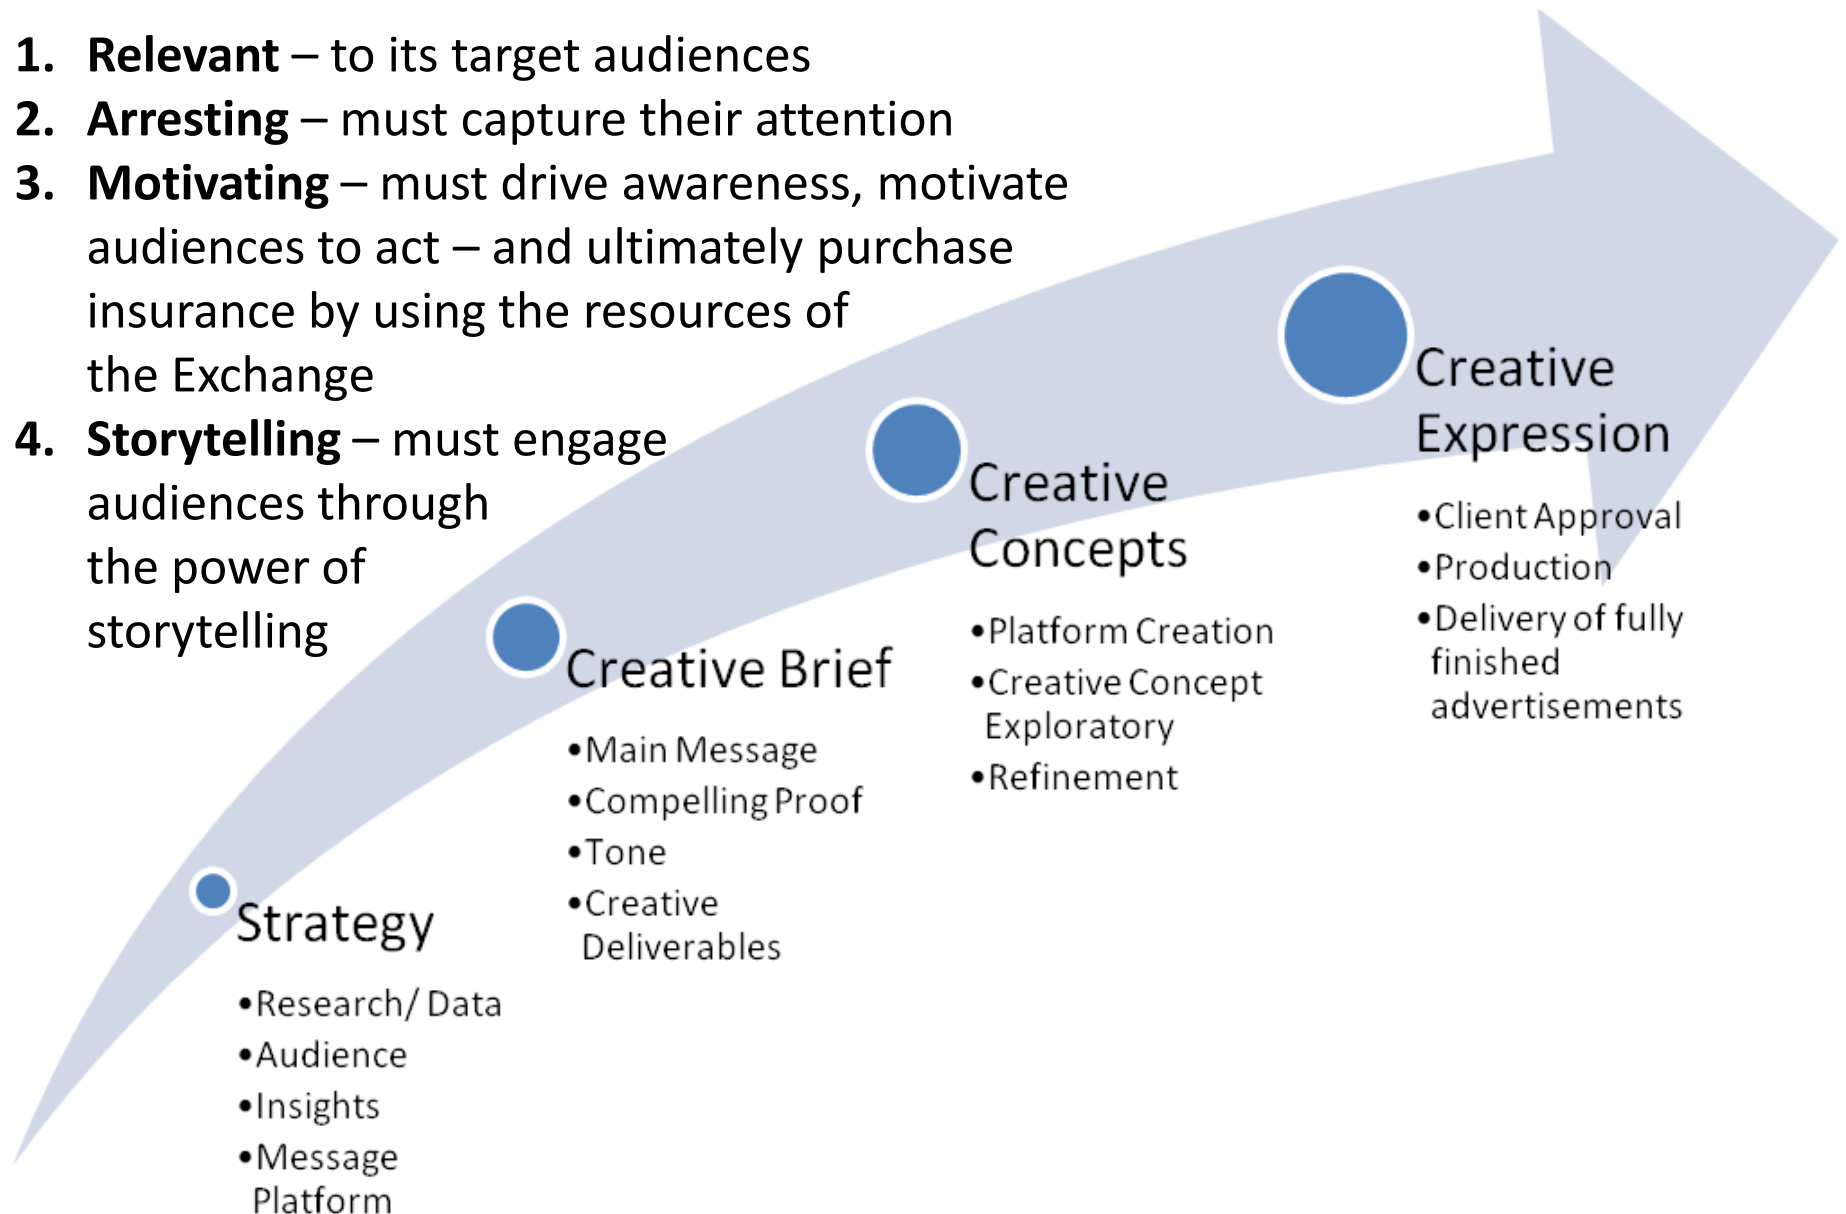 1. Relevant – to its target audiences
2. Arresting – must capture their attention
3. Motivating – must drive awareness, motivate
audiences to act – and ultimately purchase
insurance by using the resources of
the Exchange
4. Storytelling – must engage
audiences through
the power of
storytelling
Strategy
•Research/ Data
•Audience
•Insights
•Message
Platform
Creative Brief
•Main Message
•Compelling Proof
•Tone
•Creative
Deliverables
Creative
Concepts
•Platform Creation
•Creative Concept
Exploratory
•Refinement
Creative
Expression
•Client Approval
•Production
•Delivery of fully
finished
advertisements